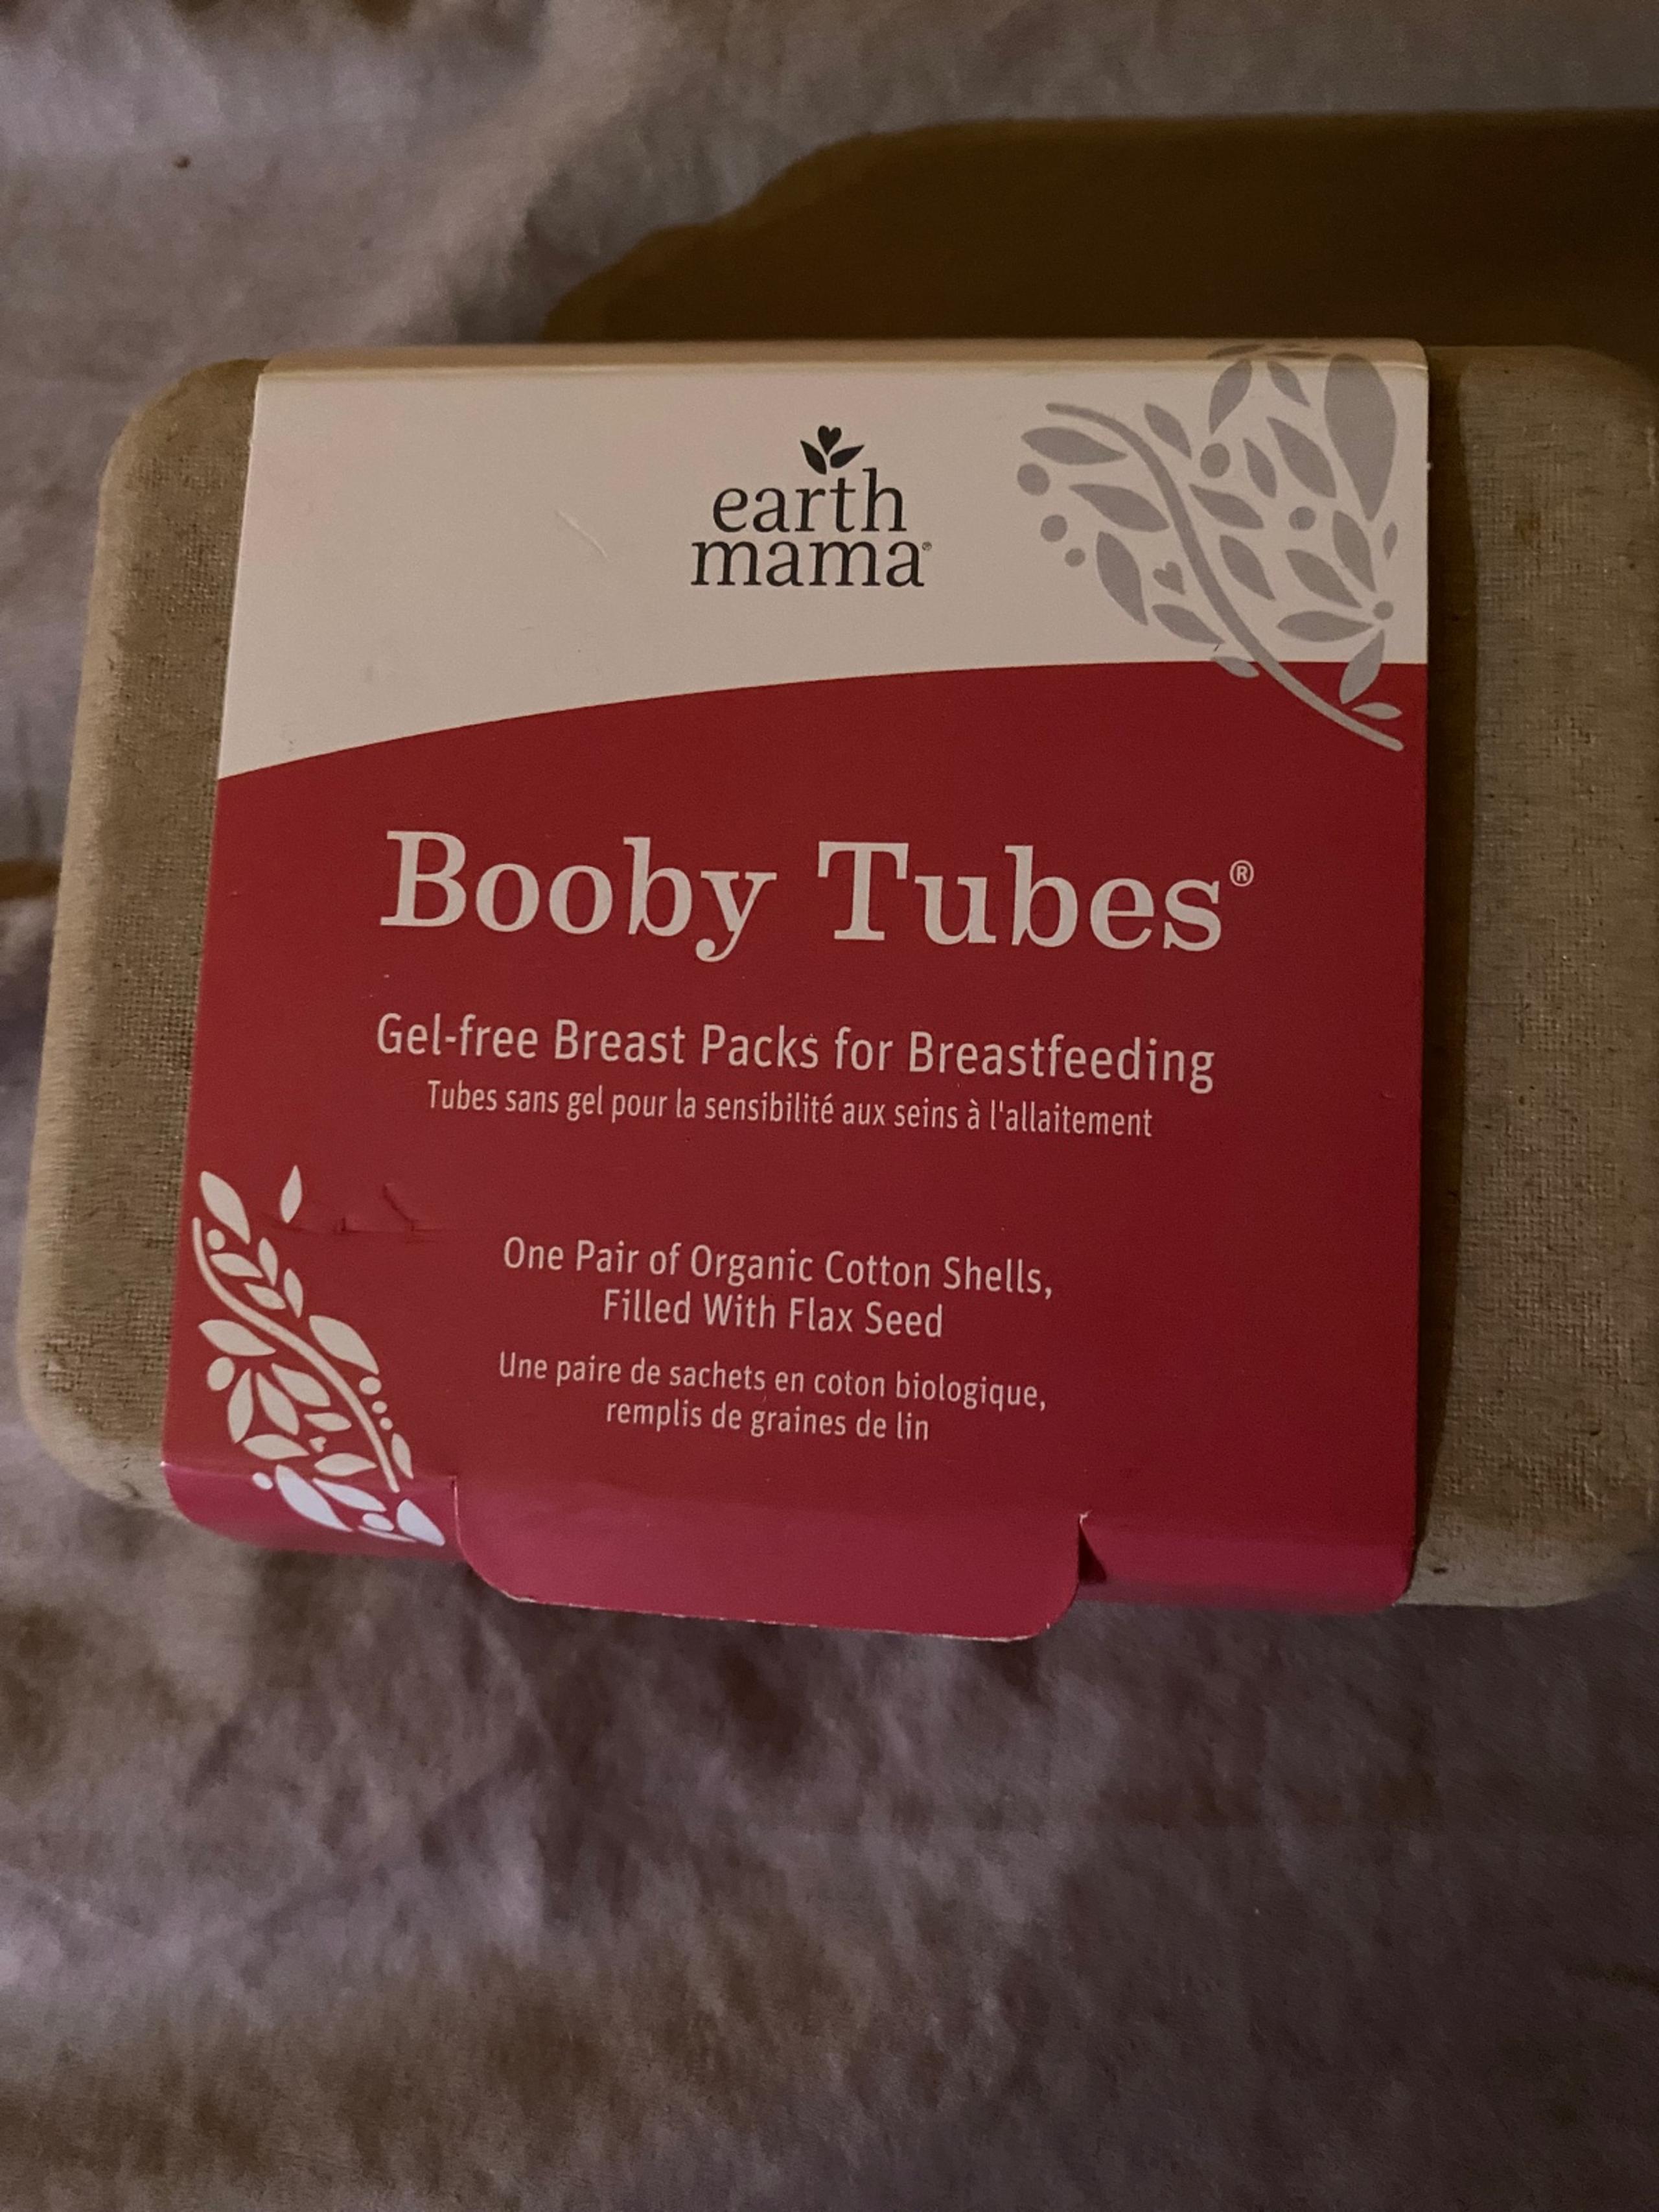 earth
mama®
Booby Tubes®
Gel-free Breast Packs for Breastfeeding
Tubes sans gel pour la sensibilité aux seins à l'allaitement
One Pair of Organic Cotton Shells,
Filled With Flax Seed
Une paire de sachets en coton biologique,
remplis de graines de lin